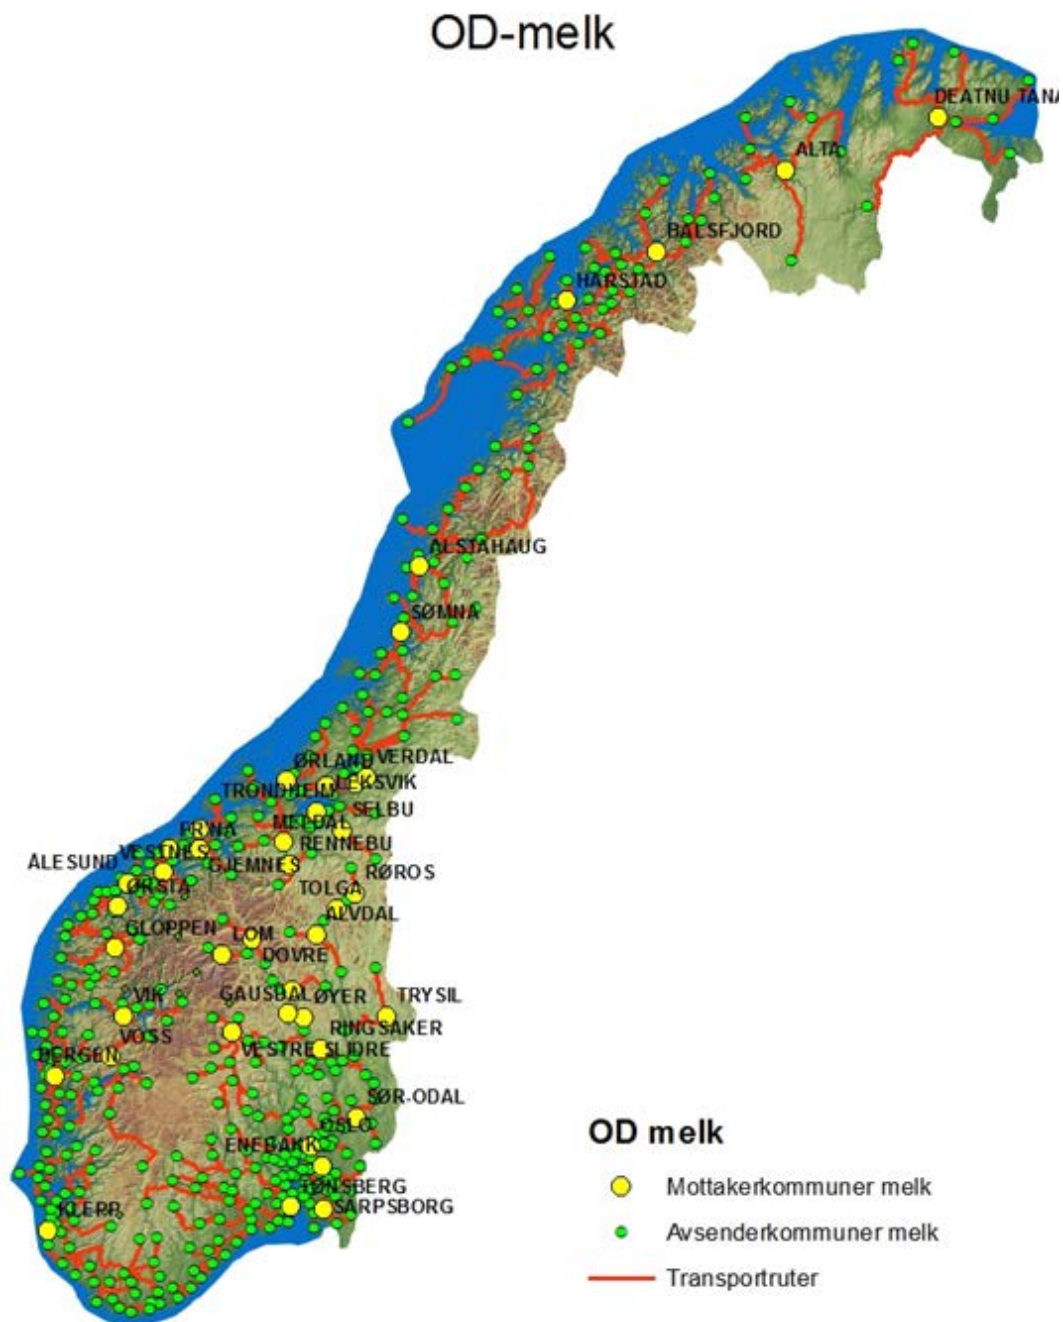 OD-melk
DEATNU TANA
ALTA
BALSFJORD
HARSTAD
ALSTAHAUG
SØMNA
VERDAL
ØRLAND
LEKSVIK
TRONDHEIM
SELBU
MELDAL
FRÆNA
RENNEBU
VESTNES
ÅLESUND
GJEMNES
RØROS
ØRSTA
TOLGA
ALVDAL
GLOPPEN
LOM
DOVRE
VIK
GAUSDAL
ØYER
TRYSIL
VOSS
RINGSAKER
BERGEN
VESTRE SLIDRE
SØR-ODAL
OSLO
ENEBAKK
TØNSBERG
KLEPP
SARPSBORG
OD melk
Mottakerkommuner melk
Avsenderkommuner melk
Transportruter